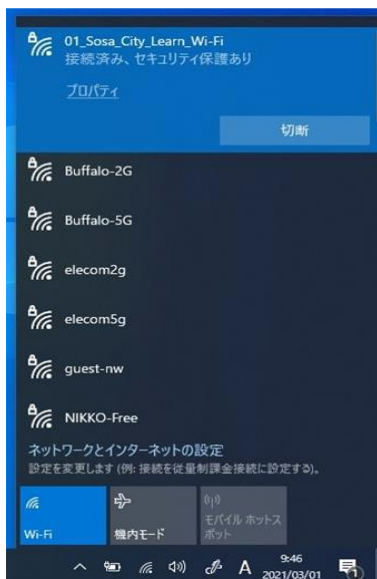 01_Sosa_City_Learn_Wi-Fi
接続済み、セキュリティ保護あり
プロパティ
切断
Buffalo-2G
Buffalo-5G
elecom2g
elecom5g
guest-nw
NIKKO-Free
ネットワークとインターネットの設定
設定を変更します (例: 接続を従量制課金接続に設定する)。
Wi-Fi
機内モード
モバイル ホットス
ポット
A
9:46
2021/03/01
1